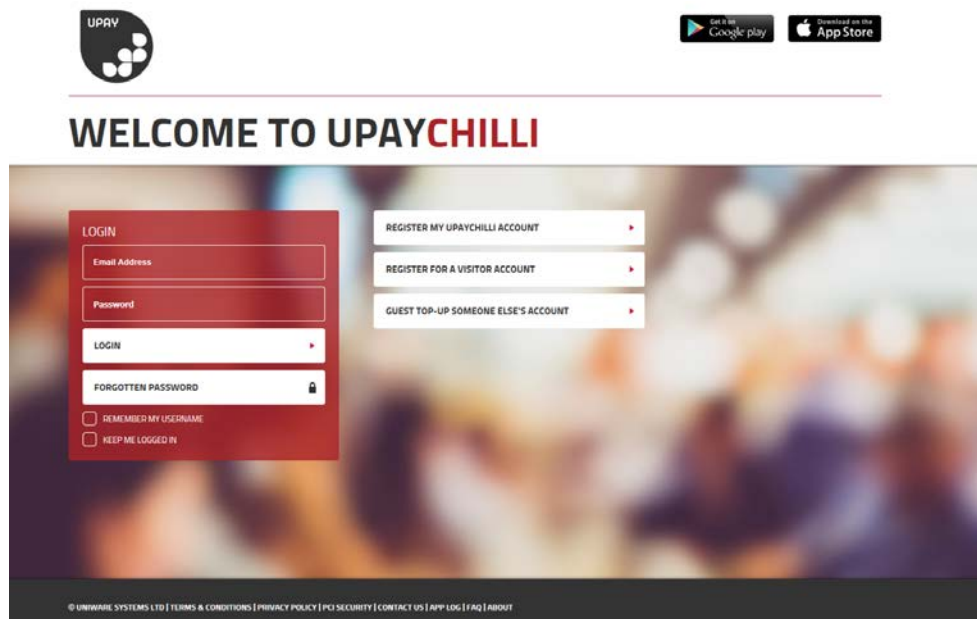 UPAY
Get it on
Google play
Download on the
App Store
WELCOME TO UPAYCHILLI
LOGIN
Email Address
Password
LOGIN
FORGOTTEN PASSWORD
REMEMBER MY USERNAME
KEEP ME LOGGED IN
REGISTER MY UPAYCHILLI ACCOUNT
REGISTER FOR A VISITOR ACCOUNT
GUEST TOP-UP SOMEONE ELSE'S ACCOUNT
© UNIWARE SYSTEMS LTD | TERMS & CONDITIONS | PRIVACY POLICY | PCI SECURITY | CONTACT US | APP LOG | FAQ | ABOUT